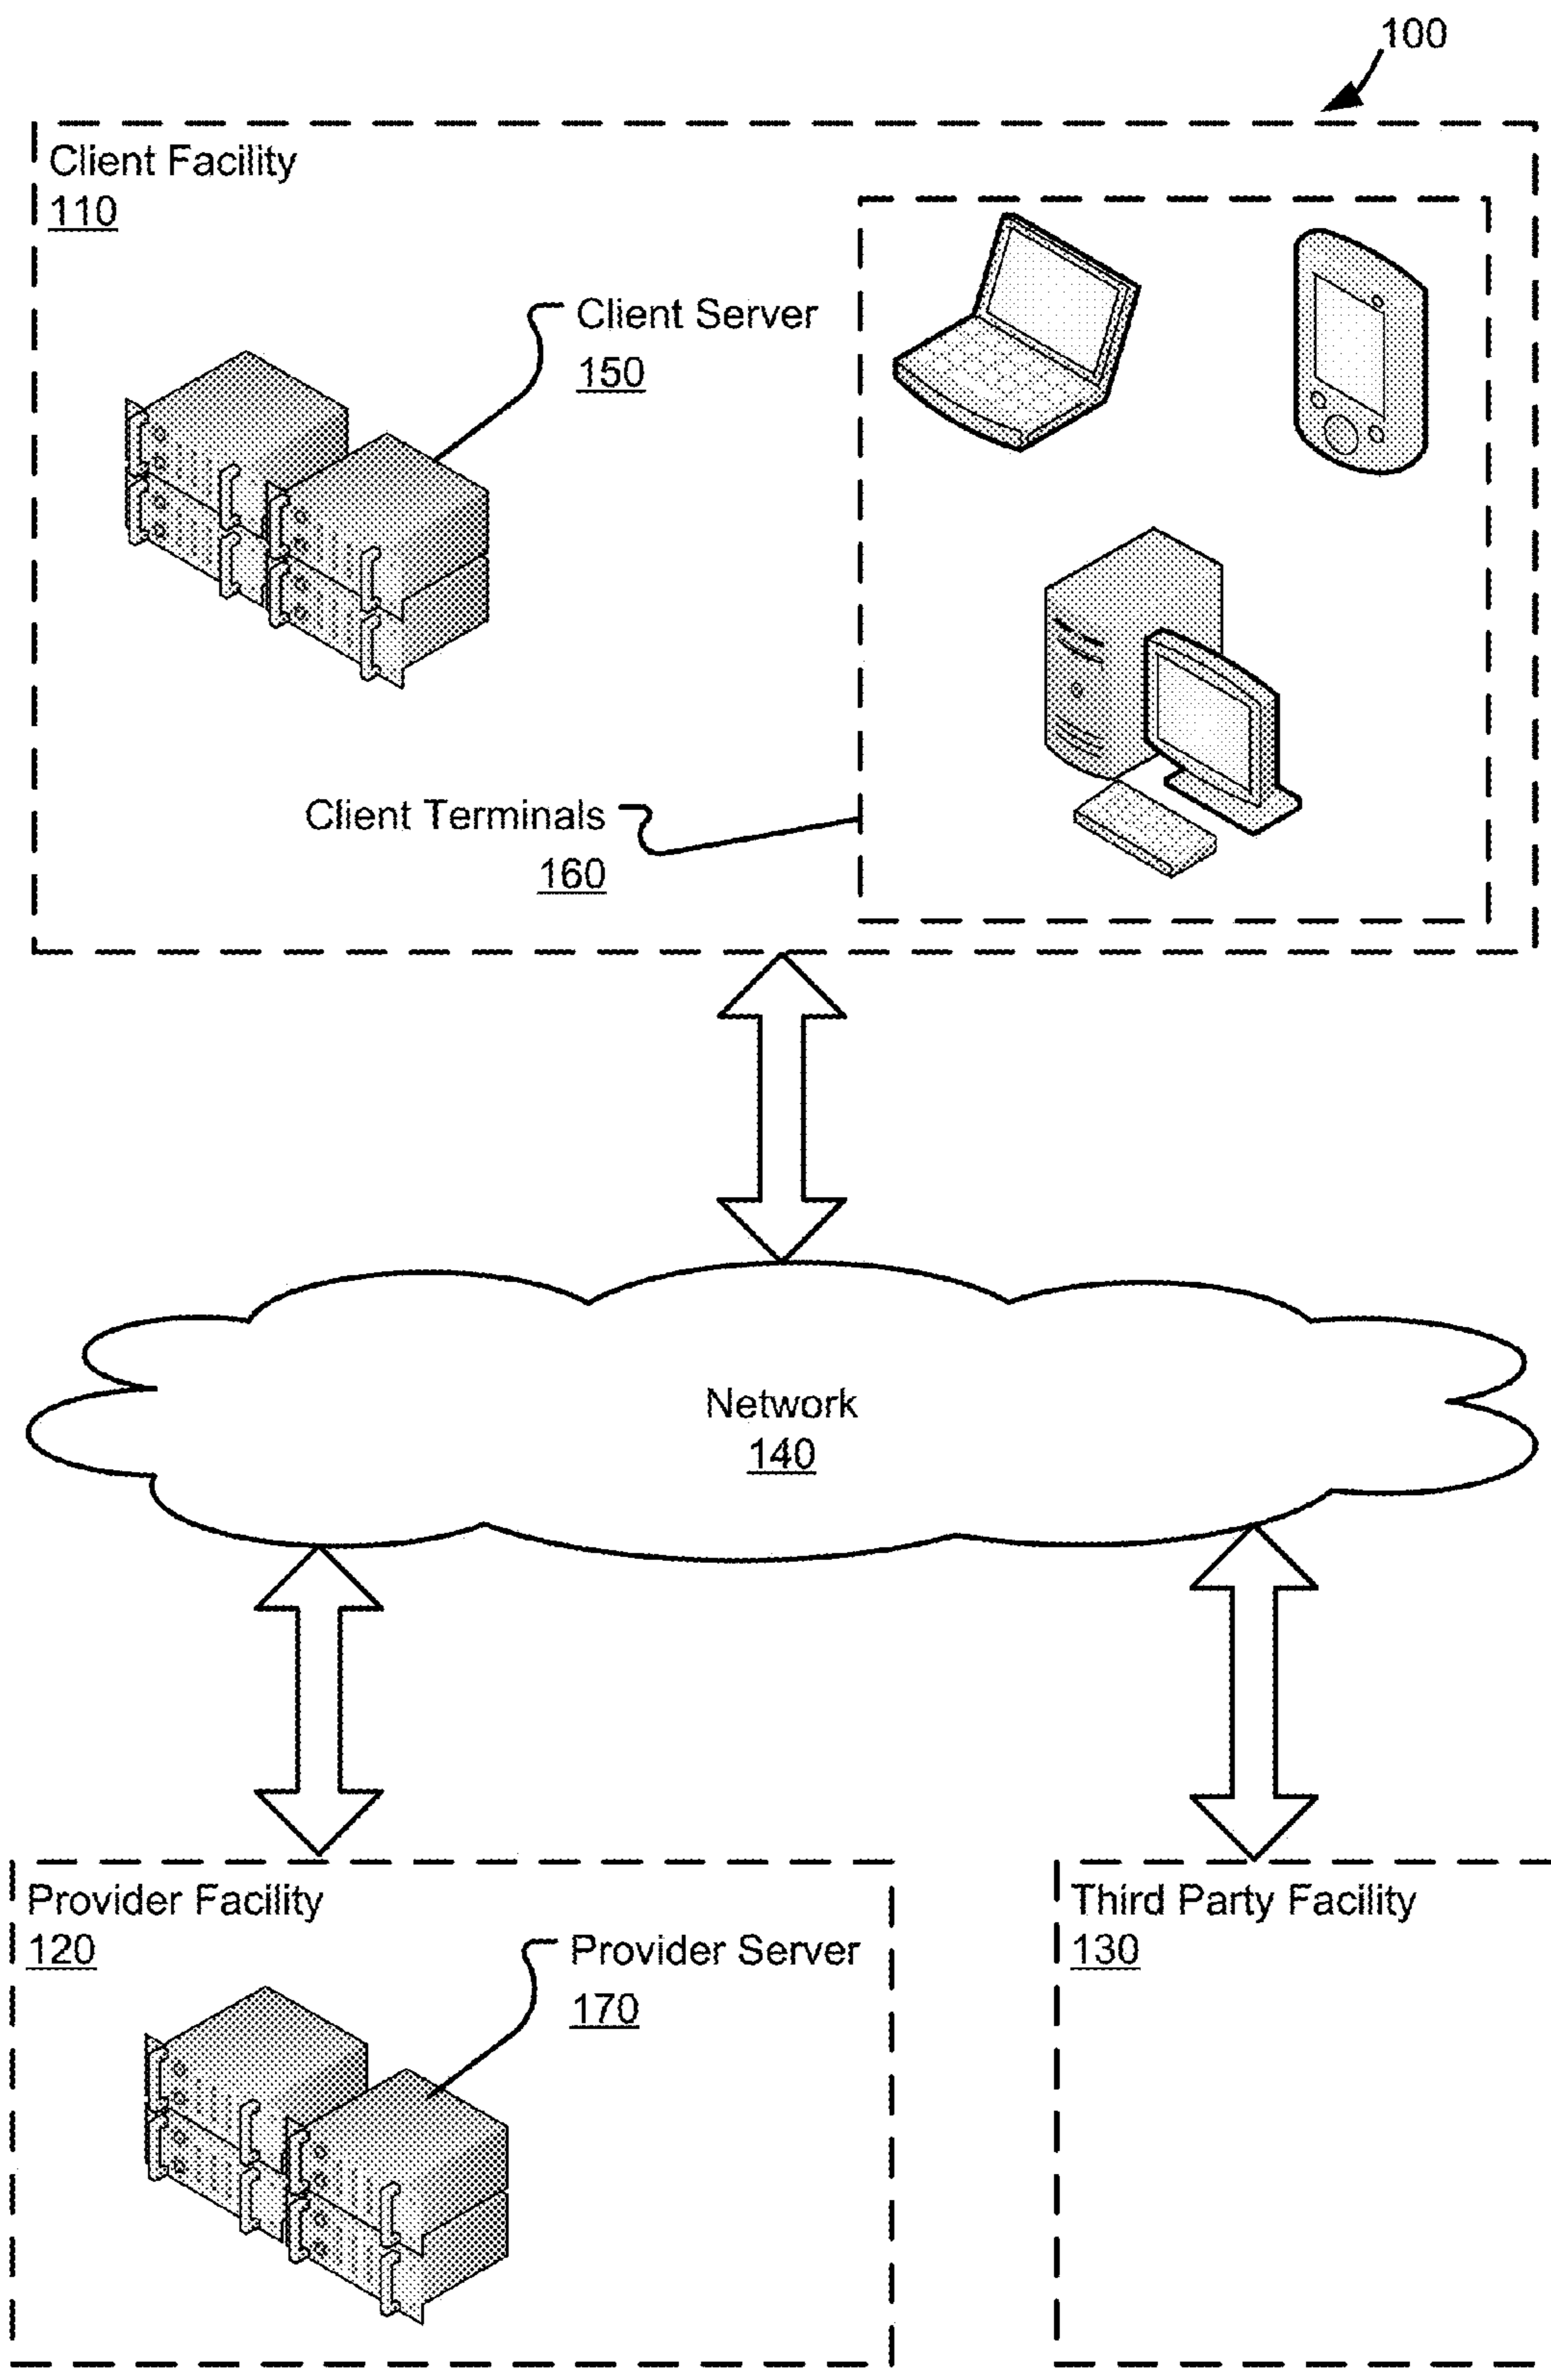 100
Client Facility
110
Client Server
150
Client Terminals
160
Network
140
Provider Facility
120
Provider Server
170
Third Party Facility
130